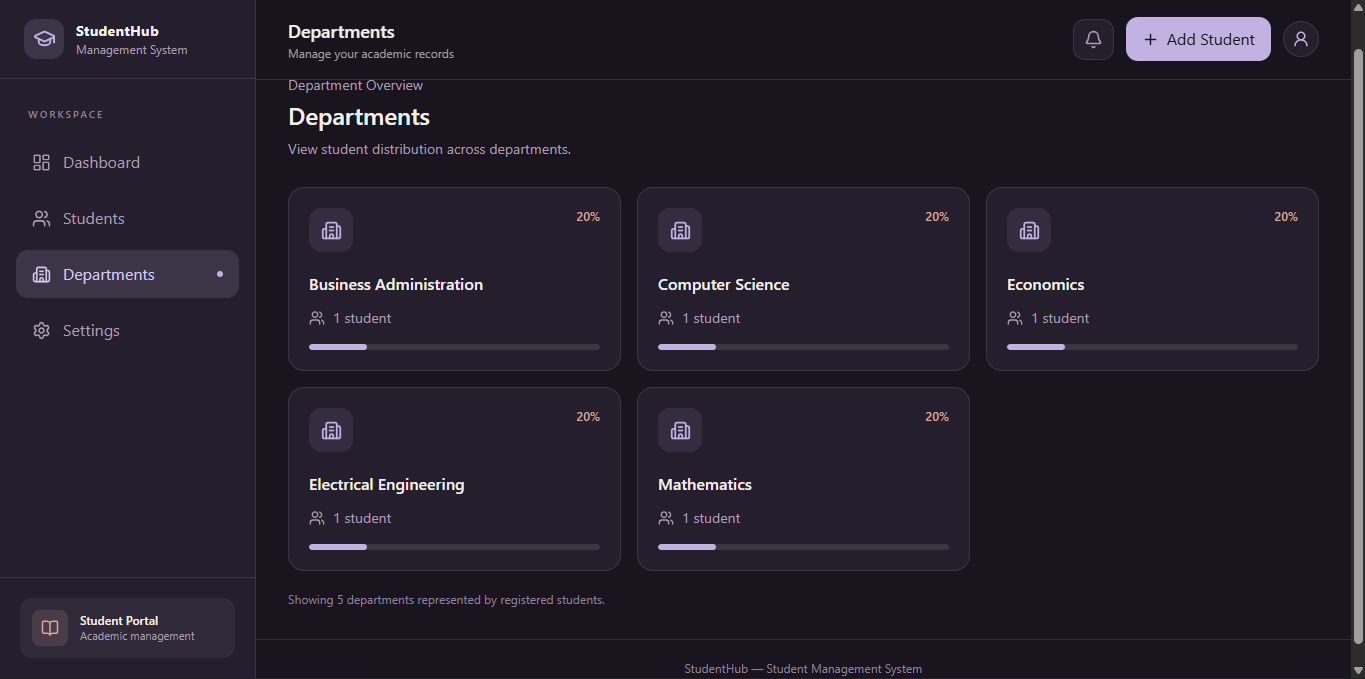 StudentHub
Management System
WORKSPACE
Dashboard
Students
Departments
Settings
Student Portal
Academic management
Departments
Manage your academic records
+ Add Student
Department Overview
Departments
View student distribution across departments.
20%
Business Administration
1 student
20%
Computer Science
1 student
20%
Economics
1 student
20%
Electrical Engineering
1 student
20%
Mathematics
1 student
Showing 5 departments represented by registered students.
StudentHub — Student Management System